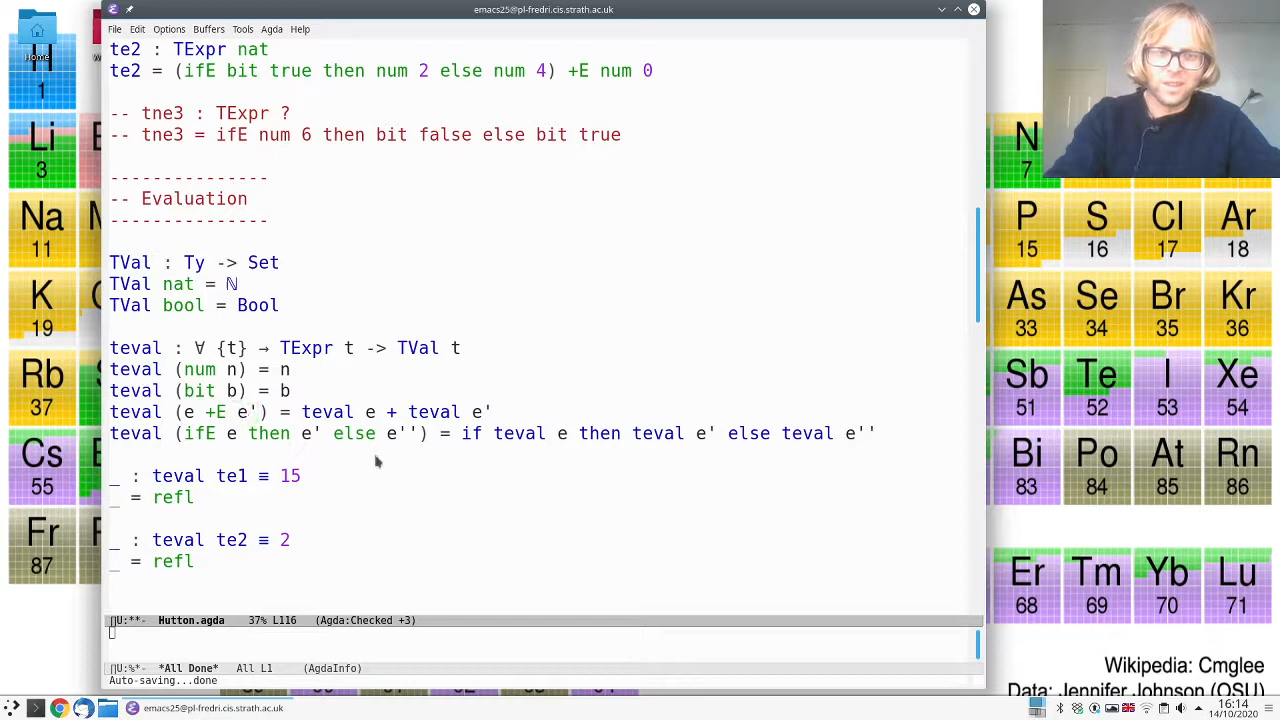 emacs25@pl-fredri.cis.strath.ac.uk
File Edit Options Buffers Tools Agda Help
te2 : TExpr nat
te2 = (ifE bit true then num 2 else num 4) +E num 0
-- tne3 : TExpr ?
-- tne3 = ifE num 6 then bit false else bit true
---------------
-- Evaluation
---------------
TVal : Ty -> Set
TVal nat = ℕ
TVal bool = Bool
teval : ∀ {t} → TExpr t -> TVal t
teval (num n) = n
teval (bit b) = b
teval (e +E e') = teval e + teval e'
teval (ifE e then e' else e'') = if teval e then teval e' else teval e''
_ : teval te1 ≡ 15
_ = refl
_ : teval te2 ≡ 2
_ = refl
U:**- Hutton.agda 37% L116 (Agda:Checked +3)
U:%*- *All Done* All L1 (AgdaInfo)
Auto-saving...done
Home
H
1
Li
3
Na
11
K
19
Rb
37
Cs
55
Fr
87
N
7
P S Cl Ar
15 16 17 18
As Se Br Kr
33 34 35 36
Sb Te I Xe
51 52 53 54
Bi Po At Rn
83 84 85 86
Er Tm Yb Lu
68 69 70 71
Wikipedia: Cmglee
Data: Jennifer Johnson (OSU)
emacs25@pl-fredri.cis.strath.ac.uk
16:14
14/10/2020